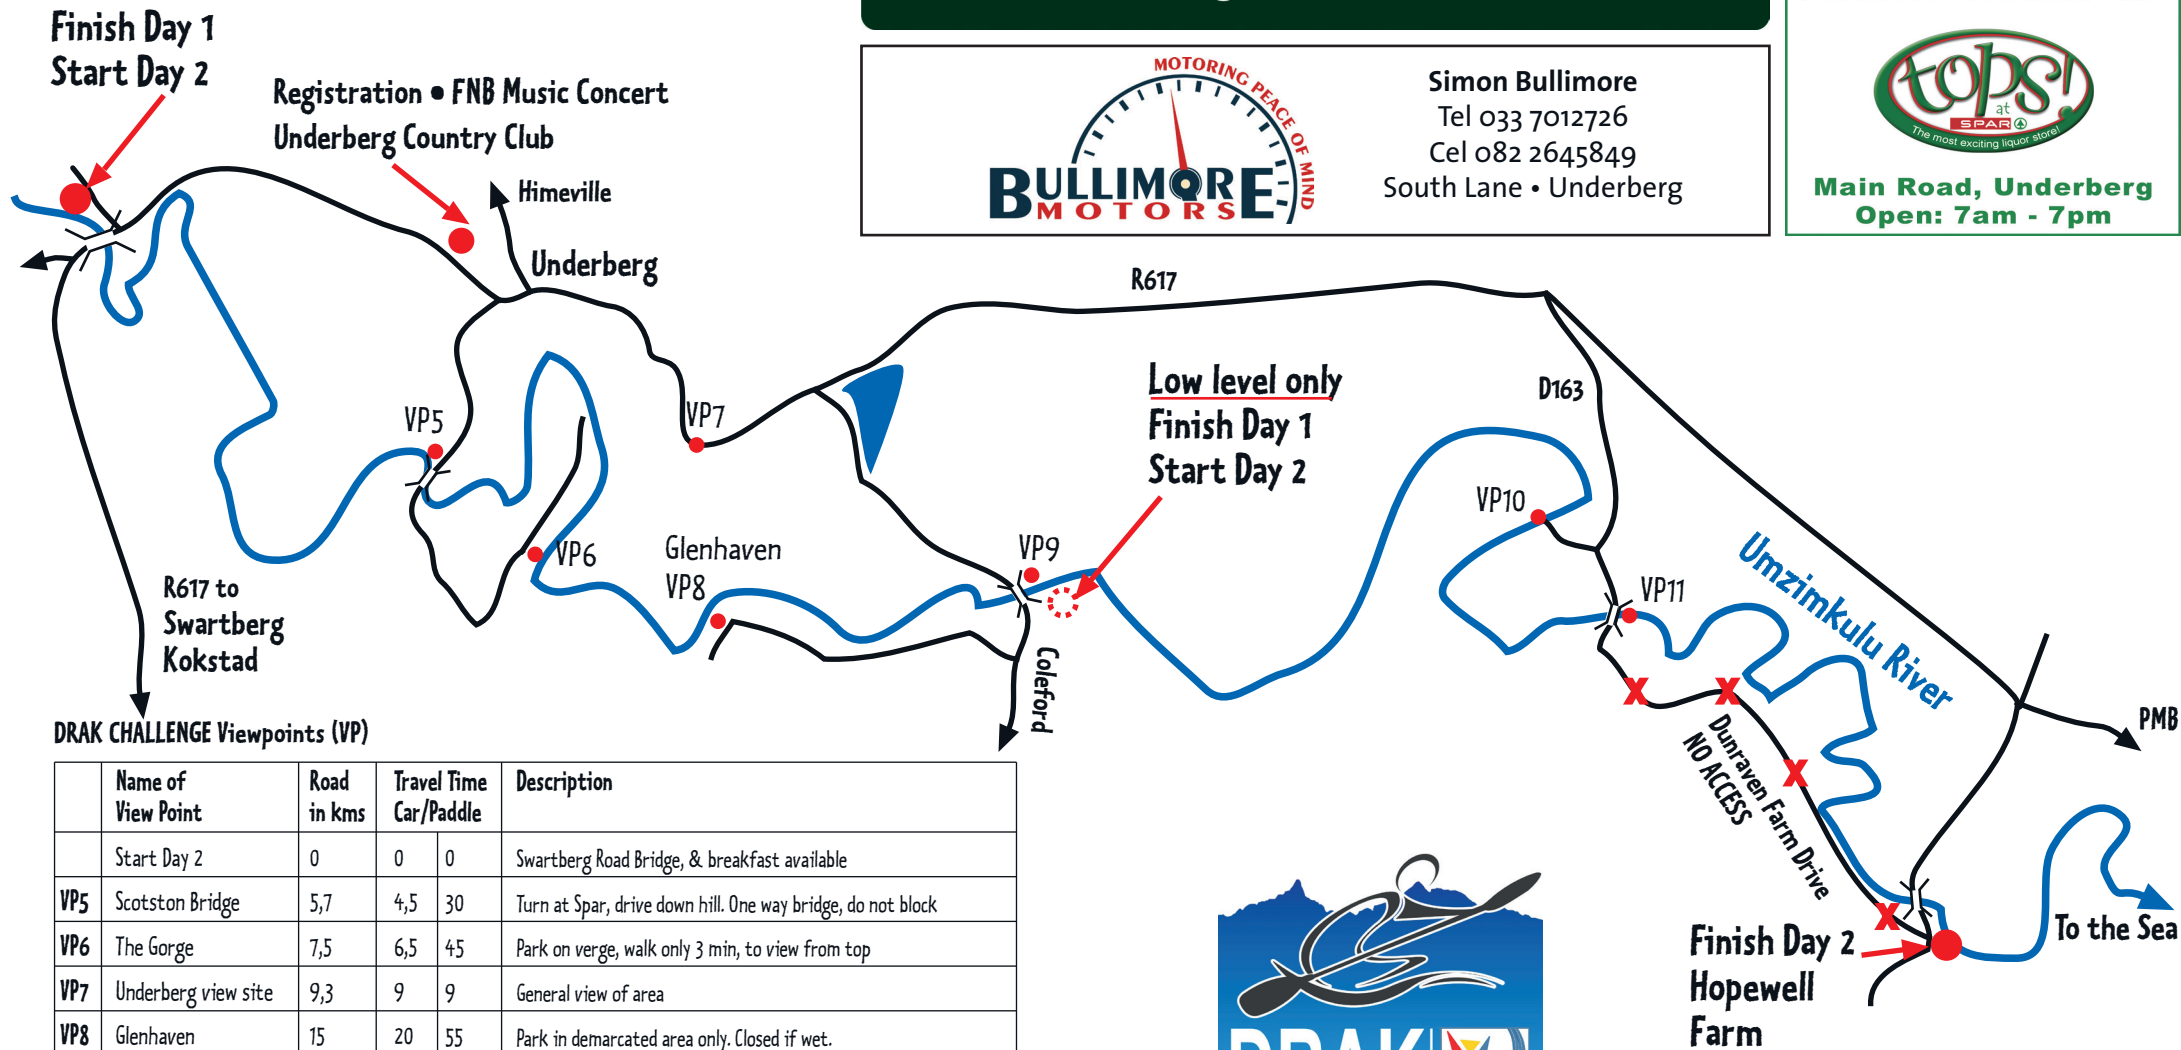 Finish Day 1
Start Day 2
Registration • FNB Music Concert
Underberg Country Club
Himeville
Underberg
MOTORING PEACE OF MIND
BULLIMORE
MOTORS
Simon Bullimore
Tel 033 7012726
Cel 082 2645849
South Lane • Underberg
tops!
at
SPAR
The most exciting liquor store!
Main Road, Underberg
Open: 7am - 7pm
R617
D163
Low level only
Finish Day 1
Start Day 2
VP5
VP7
VP6
Glenhaven
VP8
VP9
VP10
VP11
Umzimkulu River
Coleford
R617 to
Swartberg
Kokstad
PMB
X
X
X
X
Dunraven Farm Drive
NO ACCESS
To the Sea
Finish Day 2
Hopewell
Farm
DRAK CHALLENGE Viewpoints (VP)
Name of View Point Road in kms Travel Time Car/Paddle Description
Start Day 2 0 0 0 Swartberg Road Bridge, & breakfast available
VP5 Scotston Bridge 5,7 4,5 30 Turn at Spar, drive down hill. One way bridge, do not block
VP6 The Gorge 7,5 6,5 45 Park on verge, walk only 3 min, to view from top
VP7 Underberg view site 9,3 9 9 General view of area
VP8 Glenhaven 15 20 55 Park in demarcated area only. Closed if wet.
DRAK